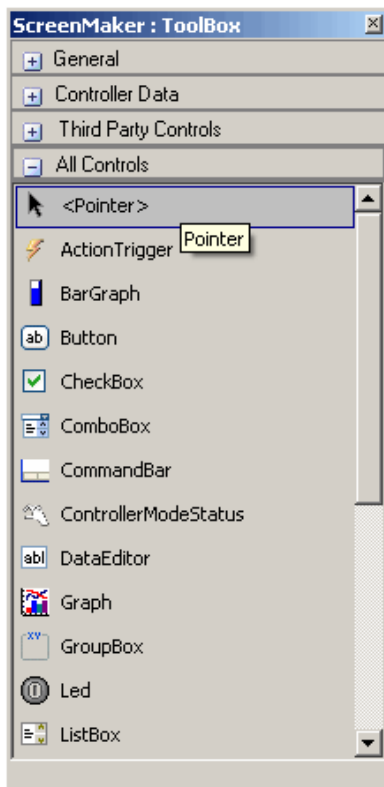 ScreenMaker : ToolBox
General
Controller Data
Third Party Controls
All Controls
<Pointer>
Pointer
ActionTrigger
BarGraph
ab Button
CheckBox
ComboBox
CommandBar
ControllerModeStatus
abl DataEditor
Graph
XY GroupBox
Led
ListBox